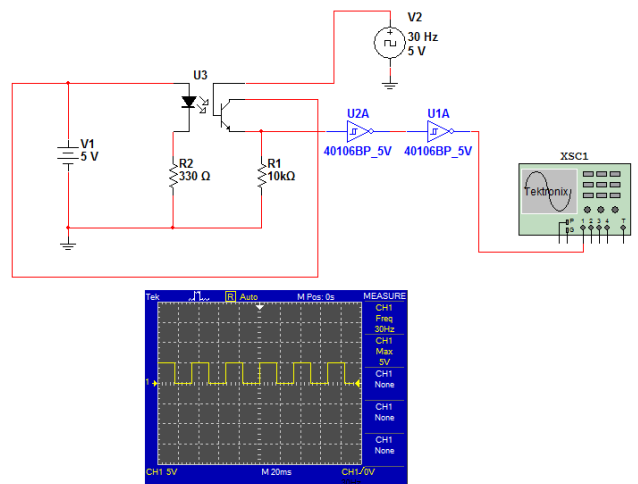 V2
30 Hz
5 V
U3
U2A
U1A
V1
5 V
40106BP_5V
40106BP_5V
XSC1
R2
330 Ω
R1
10kΩ
Tektronix
P
G
1 2 3 4 T
Tek
R Auto
M Pos: 0s
MEASURE
CH1
Freq
30Hz
CH1
Max
5V
1
CH1
None
CH1
None
CH1
None
CH1 5V
M 20ms
CH1/0V